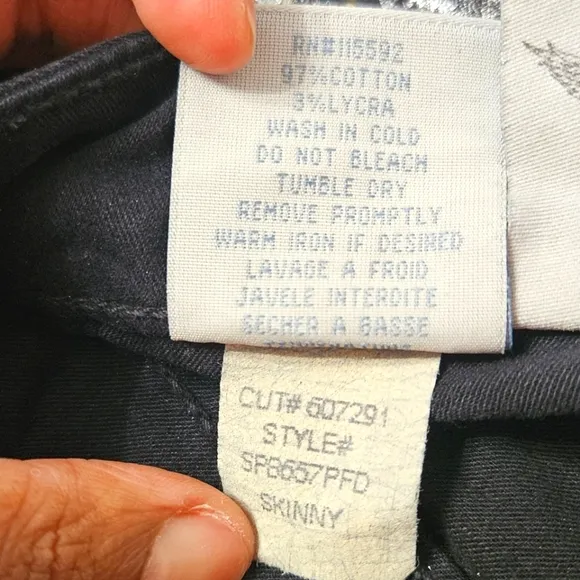 RN#115592
97%COTTON
3%LYCRA
WASH IN COLD
DO NOT BLEACH
TUMBLE DRY
REMOVE PROMPTLY
WARM IRON IF DESIRED
LAVAGE A FROID
JAVELE INTERDITE
SECHER A BASSE
CUT# 607291
STYLE#
SP8657PFD
SKINNY